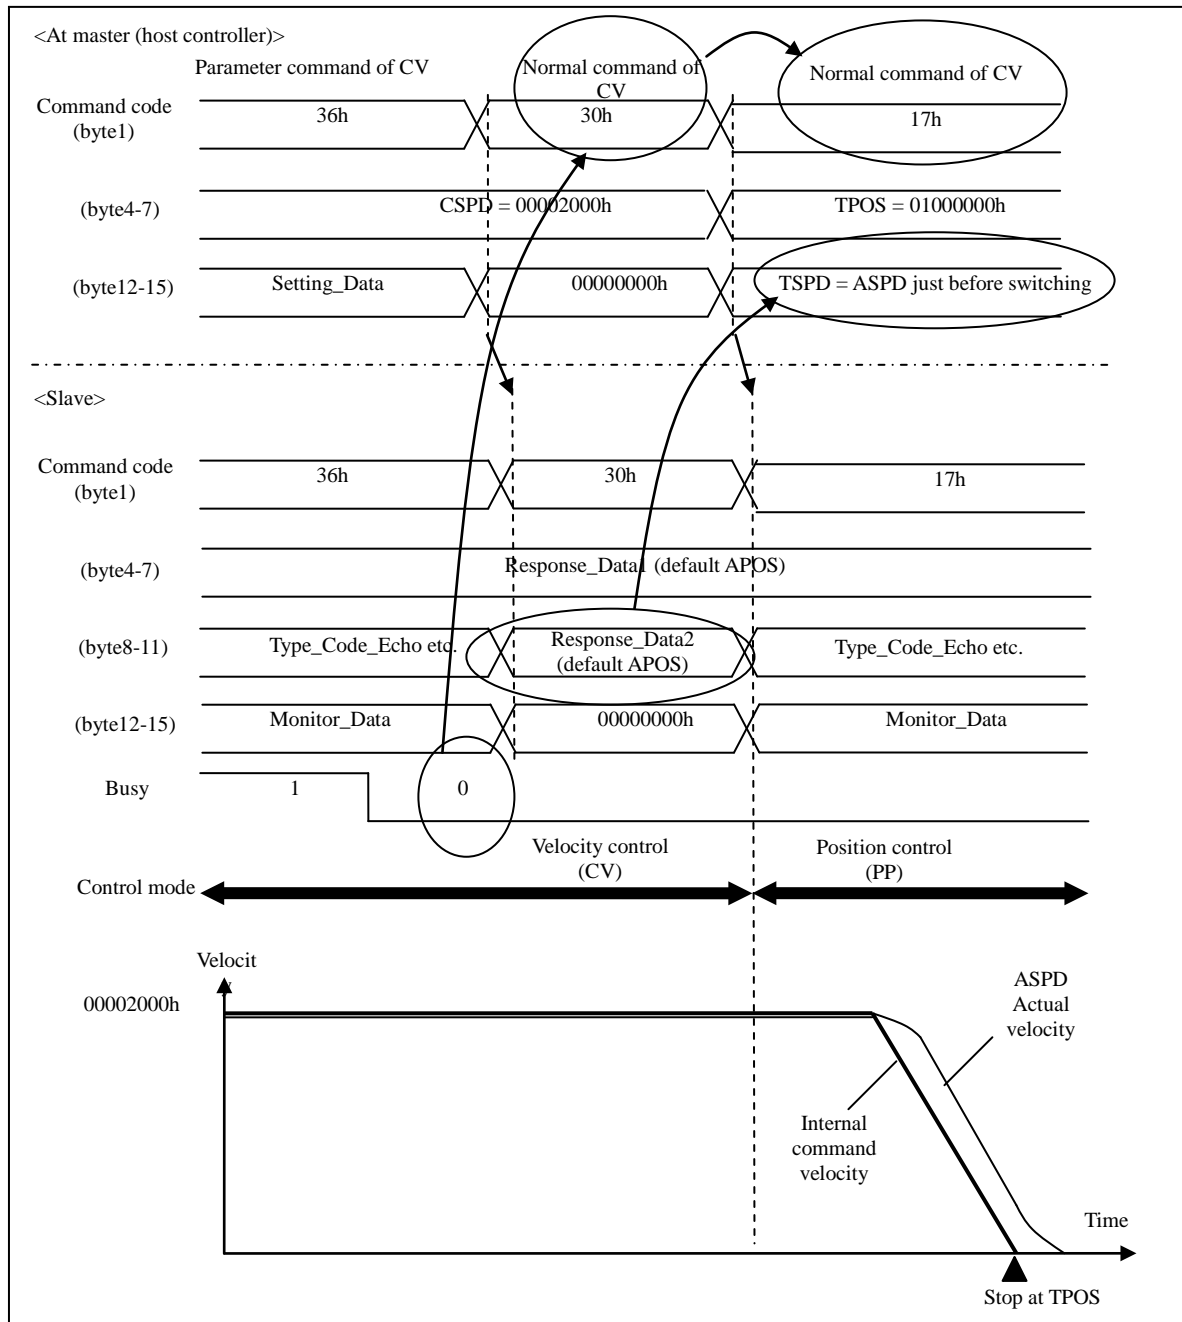 <At master (host controller)>
Parameter command of CV
Normal command of
CV
Normal command of CV
Command code
(byte1)
36h
30h
17h
(byte4-7)
CSPD = 00002000h
TPOS = 01000000h
(byte12-15)
Setting_Data
00000000h
TSPD = ASPD just before switching
<Slave>
Command code
(byte1)
36h
30h
17h
(byte4-7)
Response_Data1 (default APOS)
(byte8-11)
Type_Code_Echo etc.
Response_Data2
(default APOS)
Type_Code_Echo etc.
(byte12-15)
Monitor_Data
00000000h
Monitor_Data
Busy
1
0
Velocity control
(CV)
Position control
(PP)
Control mode
Velocit
y
00002000h
ASPD
Actual
velocity
Internal
command
velocity
Time
Stop at TPOS